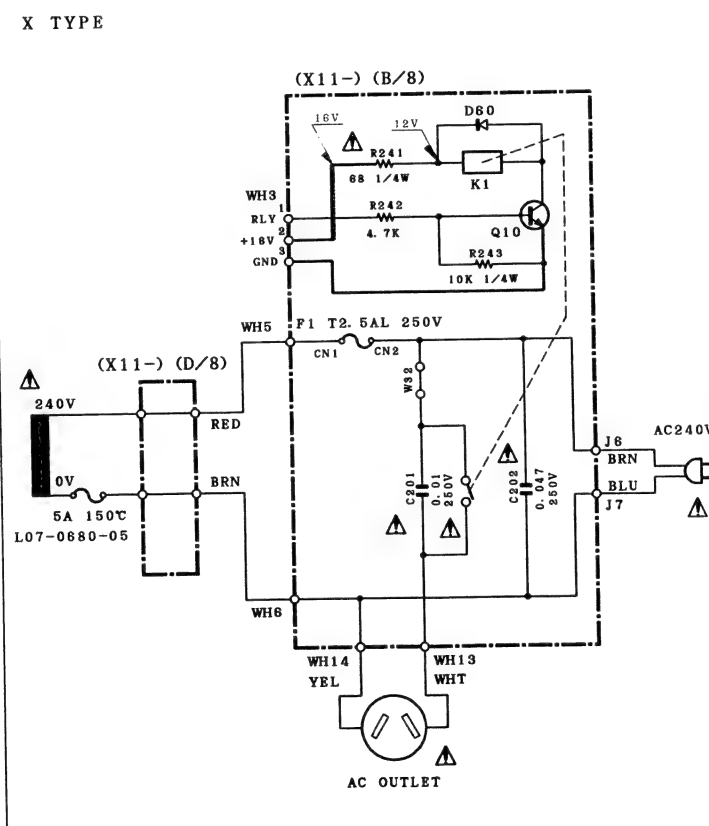 X TYPE
(X11-) (B/8)
D60
16V
12V
R241
68 1/4W
K1
WH3
1
RLY
R242
2
4.7K
Q10
+16V
3
R243
GND
10K 1/4W
WH5
F1 T2.5AL 250V
CN1
CN2
(X11-) (D/8)
W32
240V
RED
J6
AC240V
BRN
0V
BRN
C201
0.01
250V
C202
0.047
250V
BLU
J7
5A 150℃
L07-0680-05
WH6
WH14
WH13
YEL
WHT
AC OUTLET